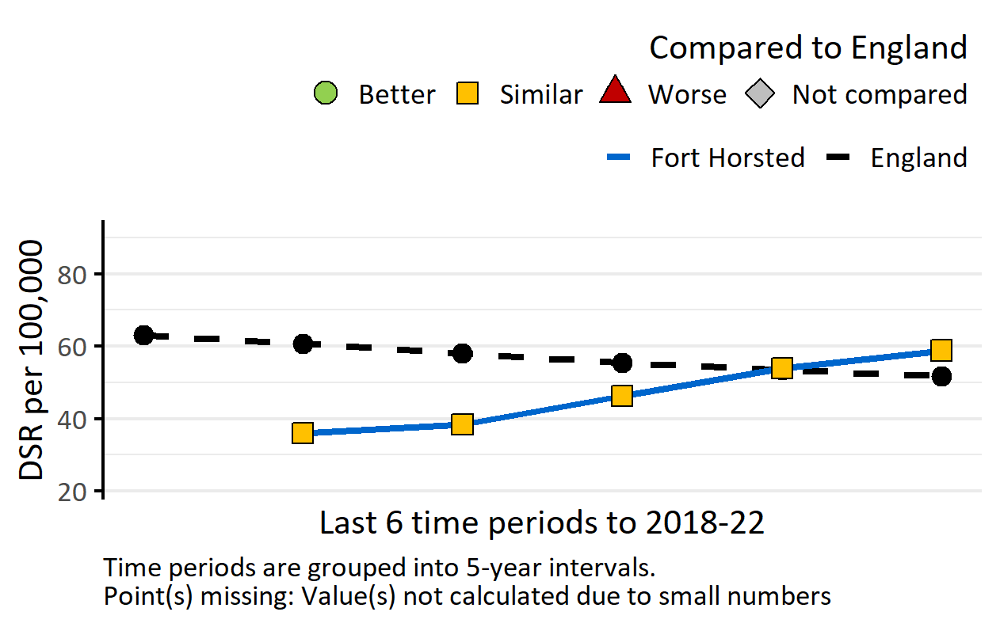 Compared to England
Better Similar Worse Not compared
Fort Horsted England
DSR per 100,000
80
60
40
20
Last 6 time periods to 2018-22
Time periods are grouped into 5-year intervals.
Point(s) missing: Value(s) not calculated due to small numbers